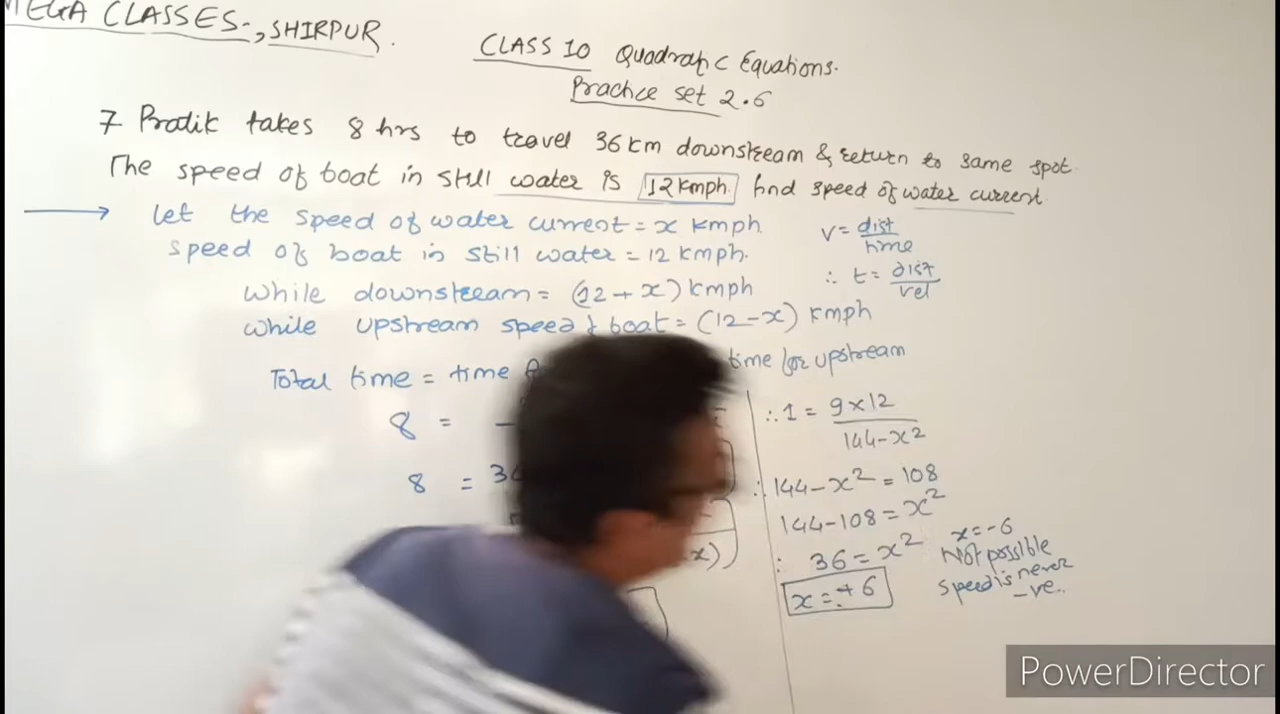 MEGA CLASSES-, SHIRPUR.
CLASS 10 Quadratic Equations.
Practice set 2.6
7 Pratik takes 8 hrs to travel 36 km downstream & return to same spot.
The speed of boat in still water is 12 kmph. find speed of water current.
Let the speed of water current = x kmph.
speed of boat in still water = 12 kmph.
While downstream = (12 + x) kmph
while upstream speed of boat = (12 - x) kmph
v = dist / time
∴ t = dist / vel
Total time = time
time for upstream
8 =
8 = 36
x))
∴ 1 = 9 x 12 / 144 - x²
∴ 144 - x² = 108
144 - 108 = x²
∴ 36 = x²
x = +6
x = -6
Not possible
speed is never
-ve..
PowerDirector